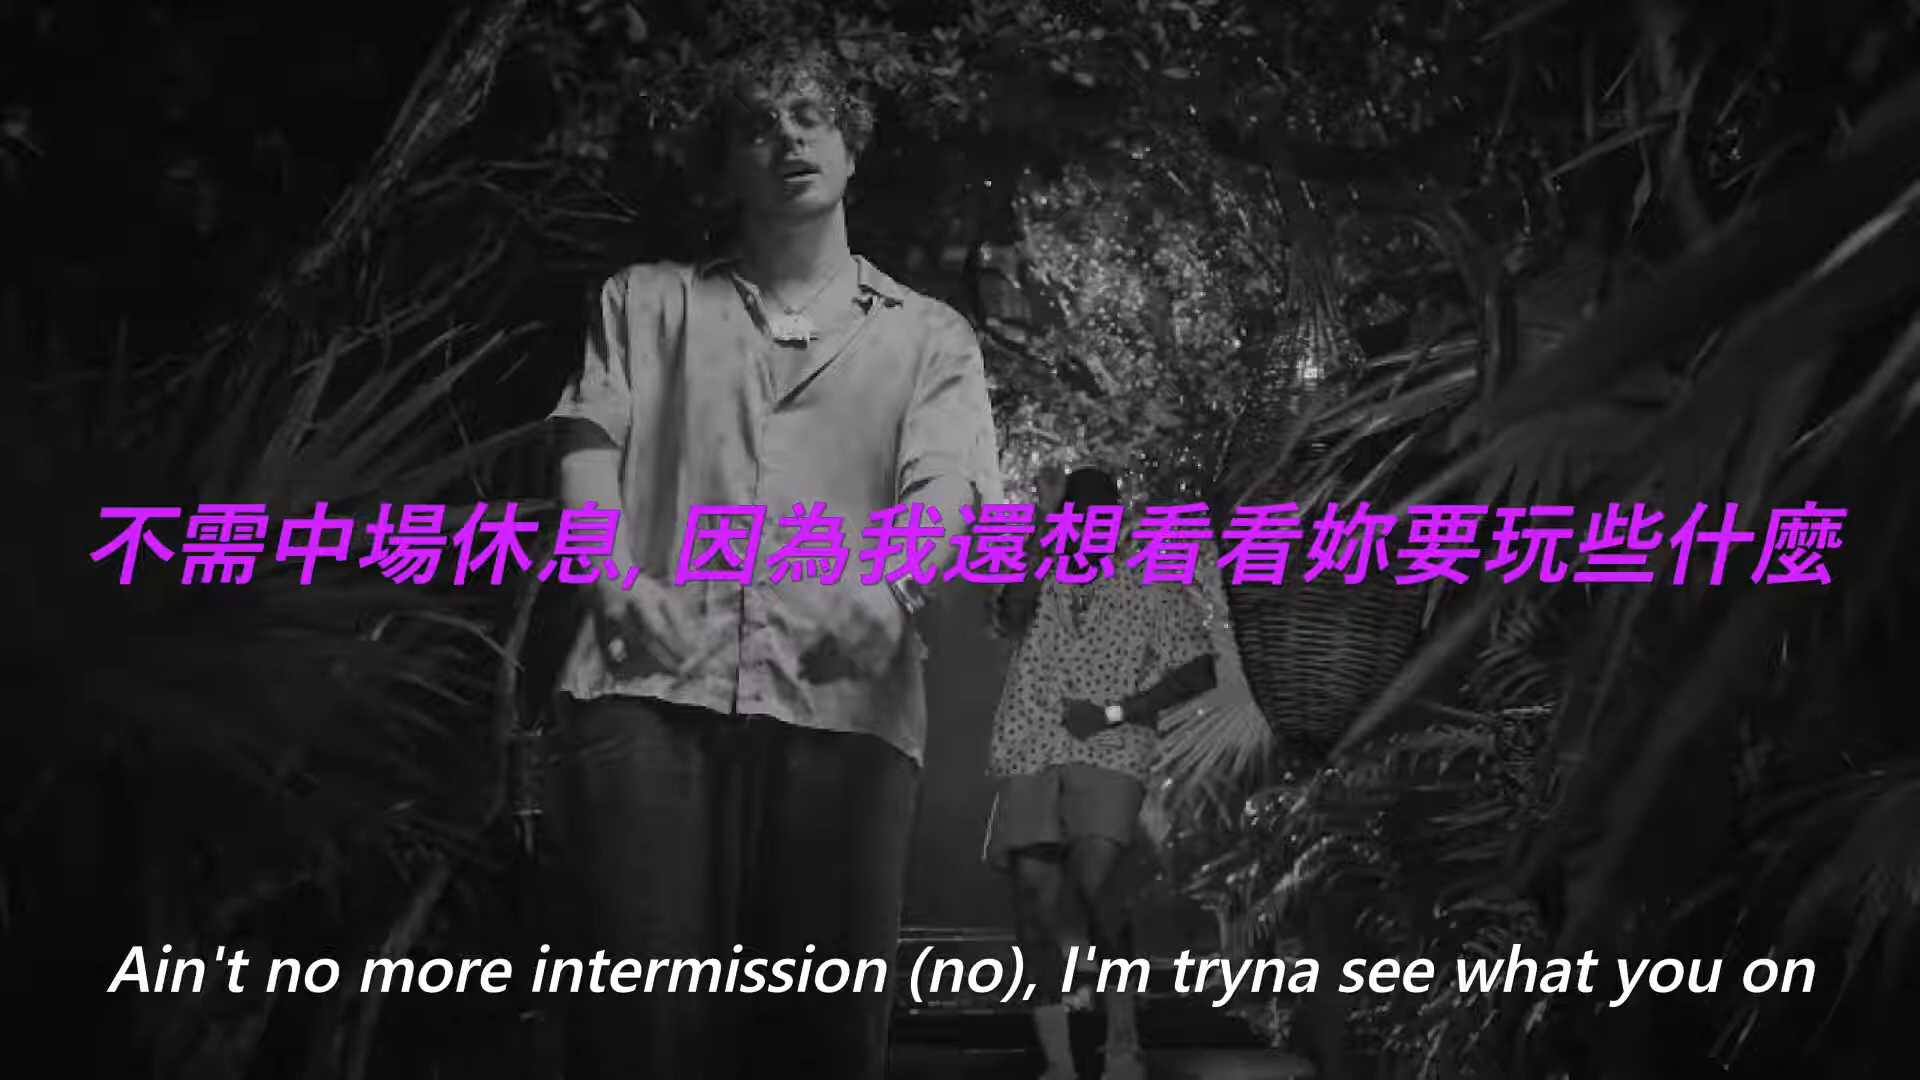 不需中場休息, 因為我還想看看妳要玩些什麼
Ain't no more intermission (no), I'm tryna see what you on